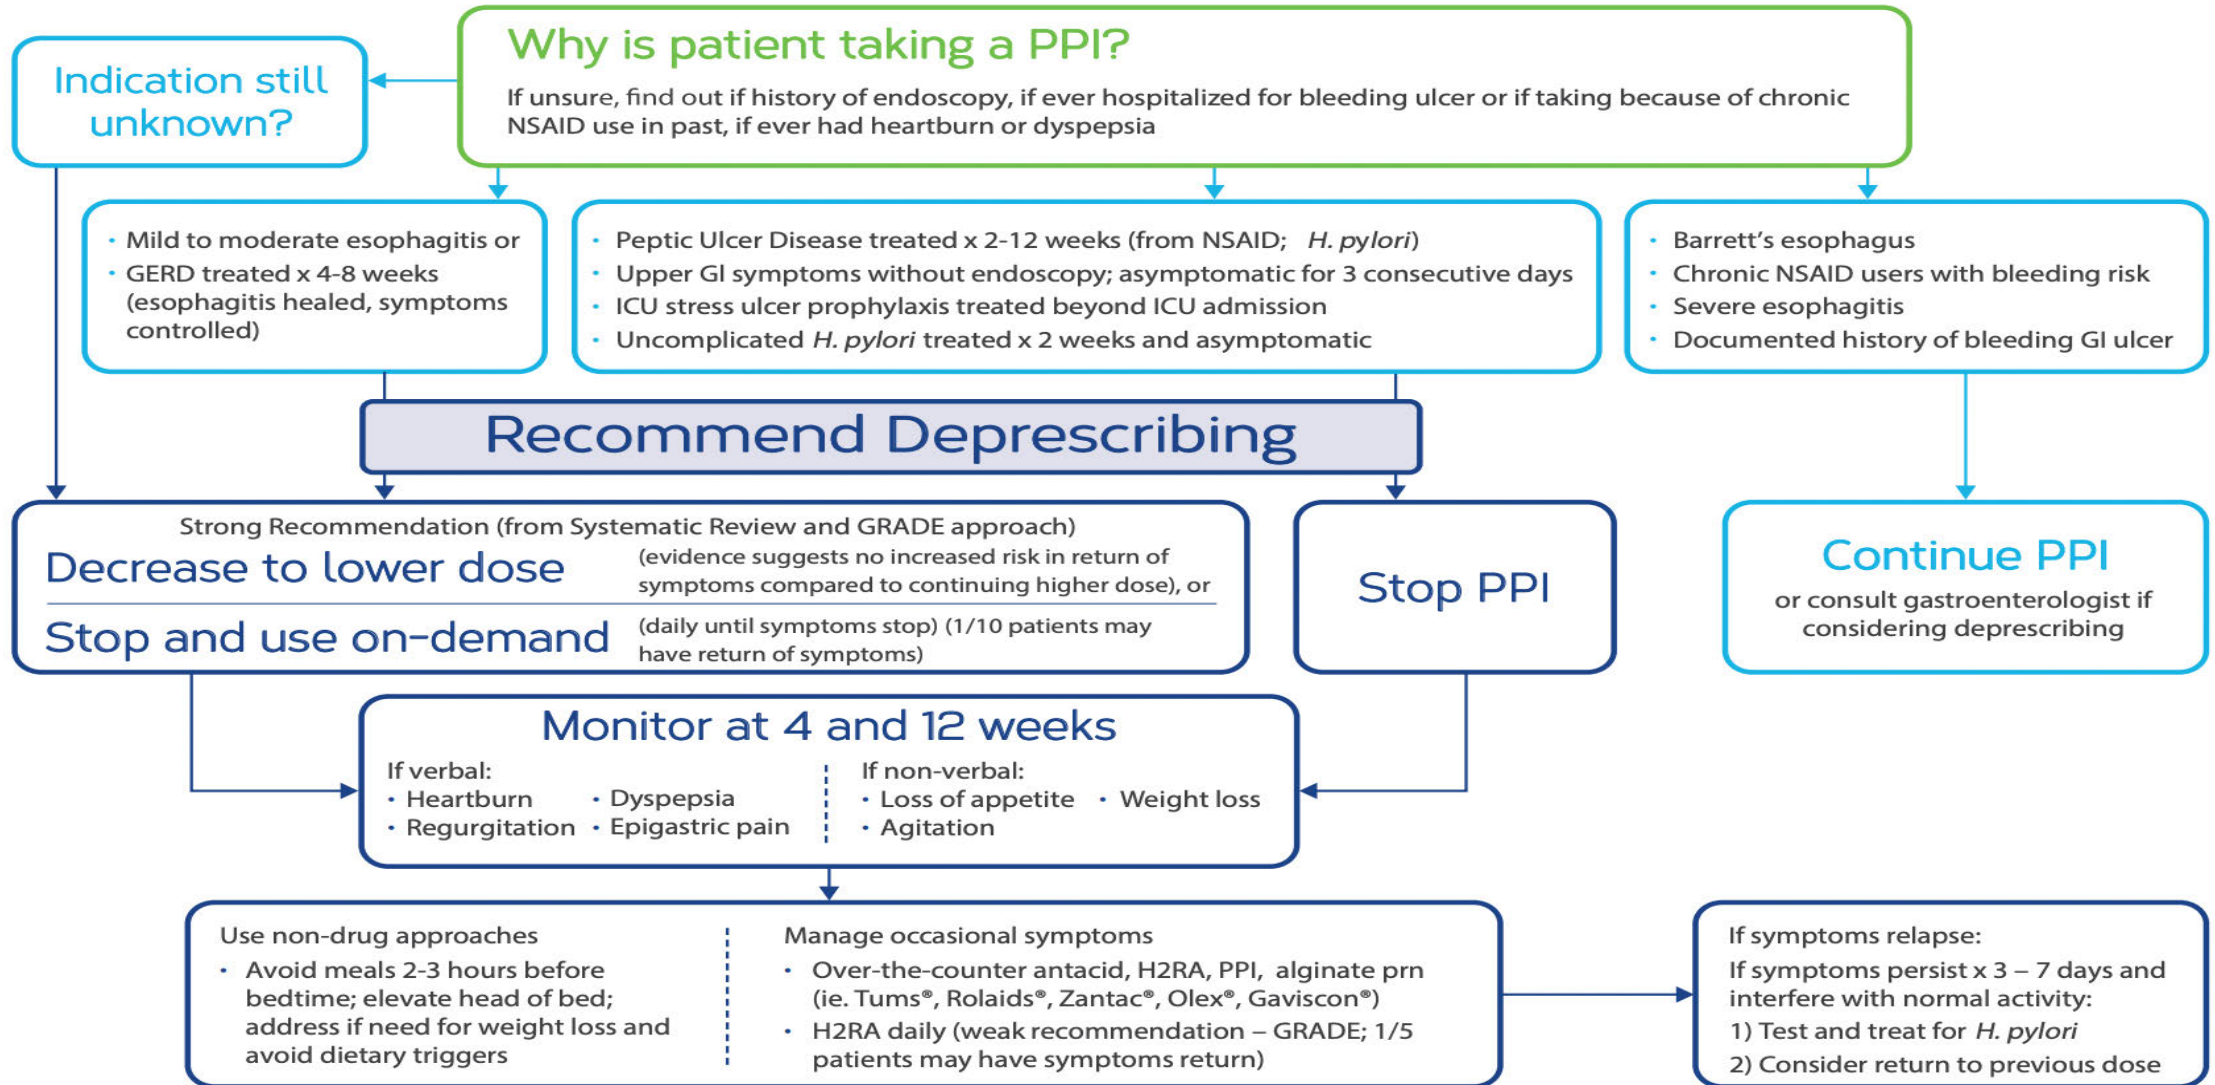 Why is patient taking a PPI?
If unsure, find out if history of endoscopy, if ever hospitalized for bleeding ulcer or if taking because of chronic
NSAID use in past, if ever had heartburn or dyspepsia
Indication still
unknown?
• Mild to moderate esophagitis or
• GERD treated x 4-8 weeks
(esophagitis healed, symptoms
controlled)
• Peptic Ulcer Disease treated x 2-12 weeks (from NSAID; H. pylori)
• Upper GI symptoms without endoscopy; asymptomatic for 3 consecutive days
• ICU stress ulcer prophylaxis treated beyond ICU admission
• Uncomplicated H. pylori treated x 2 weeks and asymptomatic
• Barrett's esophagus
• Chronic NSAID users with bleeding risk
• Severe esophagitis
• Documented history of bleeding GI ulcer
Recommend Deprescribing
Strong Recommendation (from Systematic Review and GRADE approach)
Decrease to lower dose
(evidence suggests no increased risk in return of
symptoms compared to continuing higher dose), or
Stop and use on-demand
(daily until symptoms stop) (1/10 patients may
have return of symptoms)
Stop PPI
Continue PPI
or consult gastroenterologist if
considering deprescribing
Monitor at 4 and 12 weeks
If verbal:
• Heartburn • Dyspepsia
• Regurgitation • Epigastric pain
If non-verbal:
• Loss of appetite • Weight loss
• Agitation
Use non-drug approaches
• Avoid meals 2-3 hours before
bedtime; elevate head of bed;
address if need for weight loss and
avoid dietary triggers
Manage occasional symptoms
• Over-the-counter antacid, H2RA, PPI, alginate prn
(ie. Tums®, Rolaids®, Zantac®, Olex®, Gaviscon®)
• H2RA daily (weak recommendation – GRADE; 1/5
patients may have symptoms return)
If symptoms relapse:
If symptoms persist x 3 – 7 days and
interfere with normal activity:
1) Test and treat for H. pylori
2) Consider return to previous dose